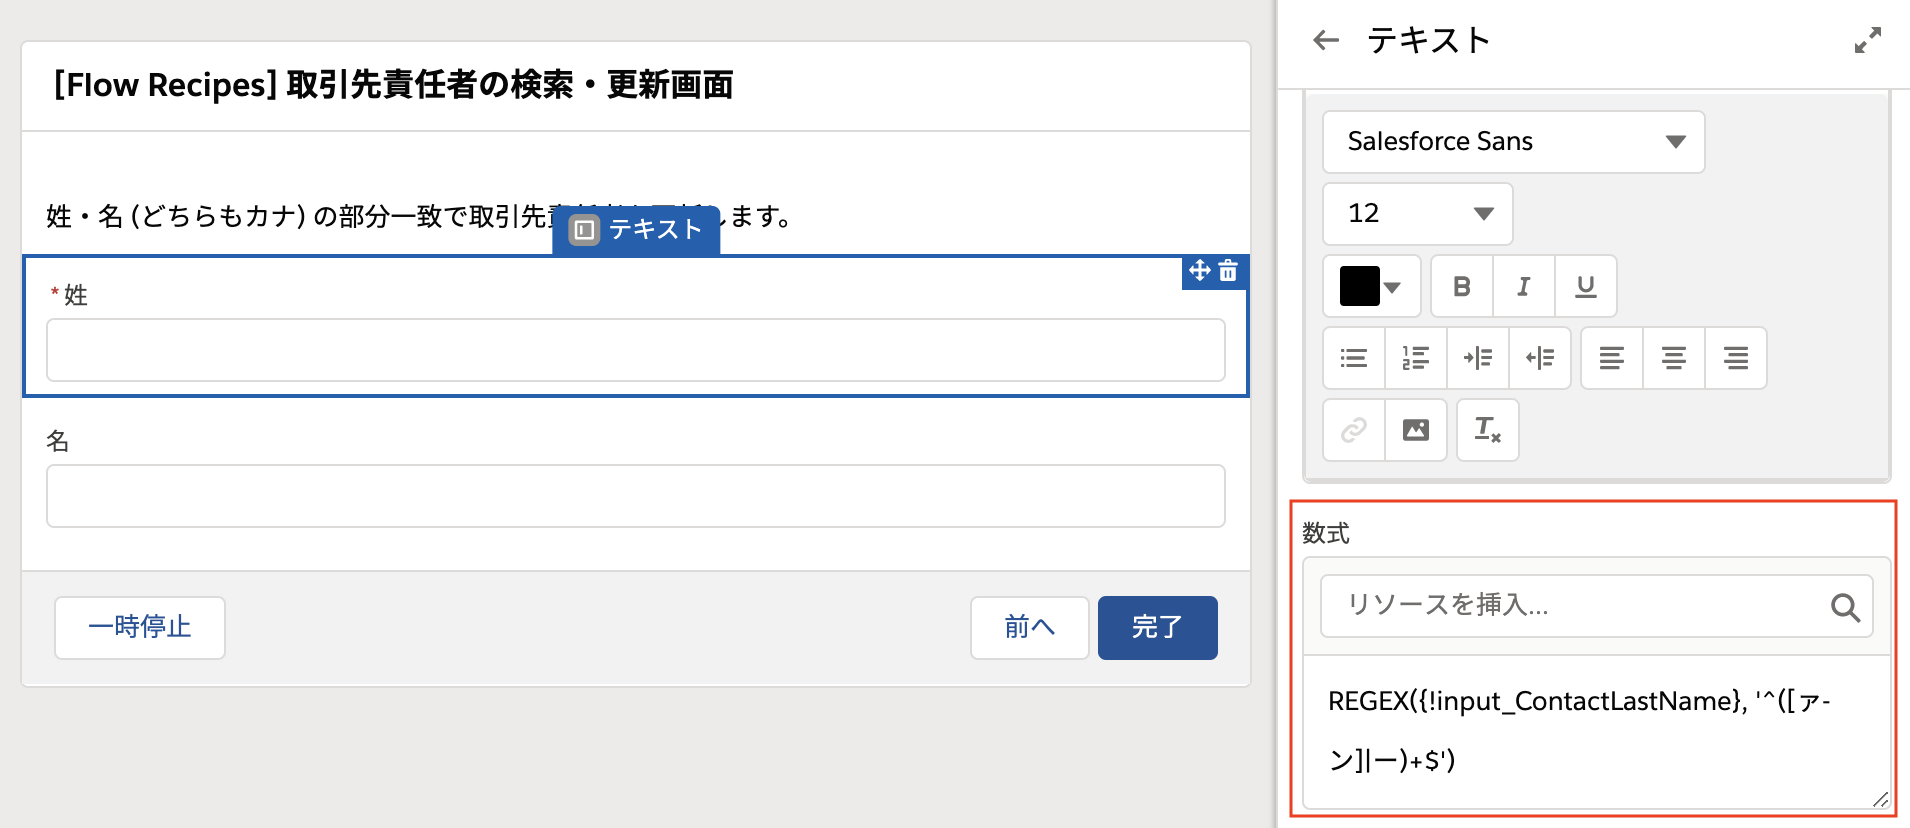 [Flow Recipes] 取引先責任者の検索・更新画面
姓・名 (どちらもカナ) の部分一致で取引先します。
テキスト
*姓
名
一時停止
前へ
完了
テキスト
Salesforce Sans
12
B I U
数式
リソースを挿入...
REGEX({!input_ContactLastName}, '^([ァ-
ン]|ー)+$')